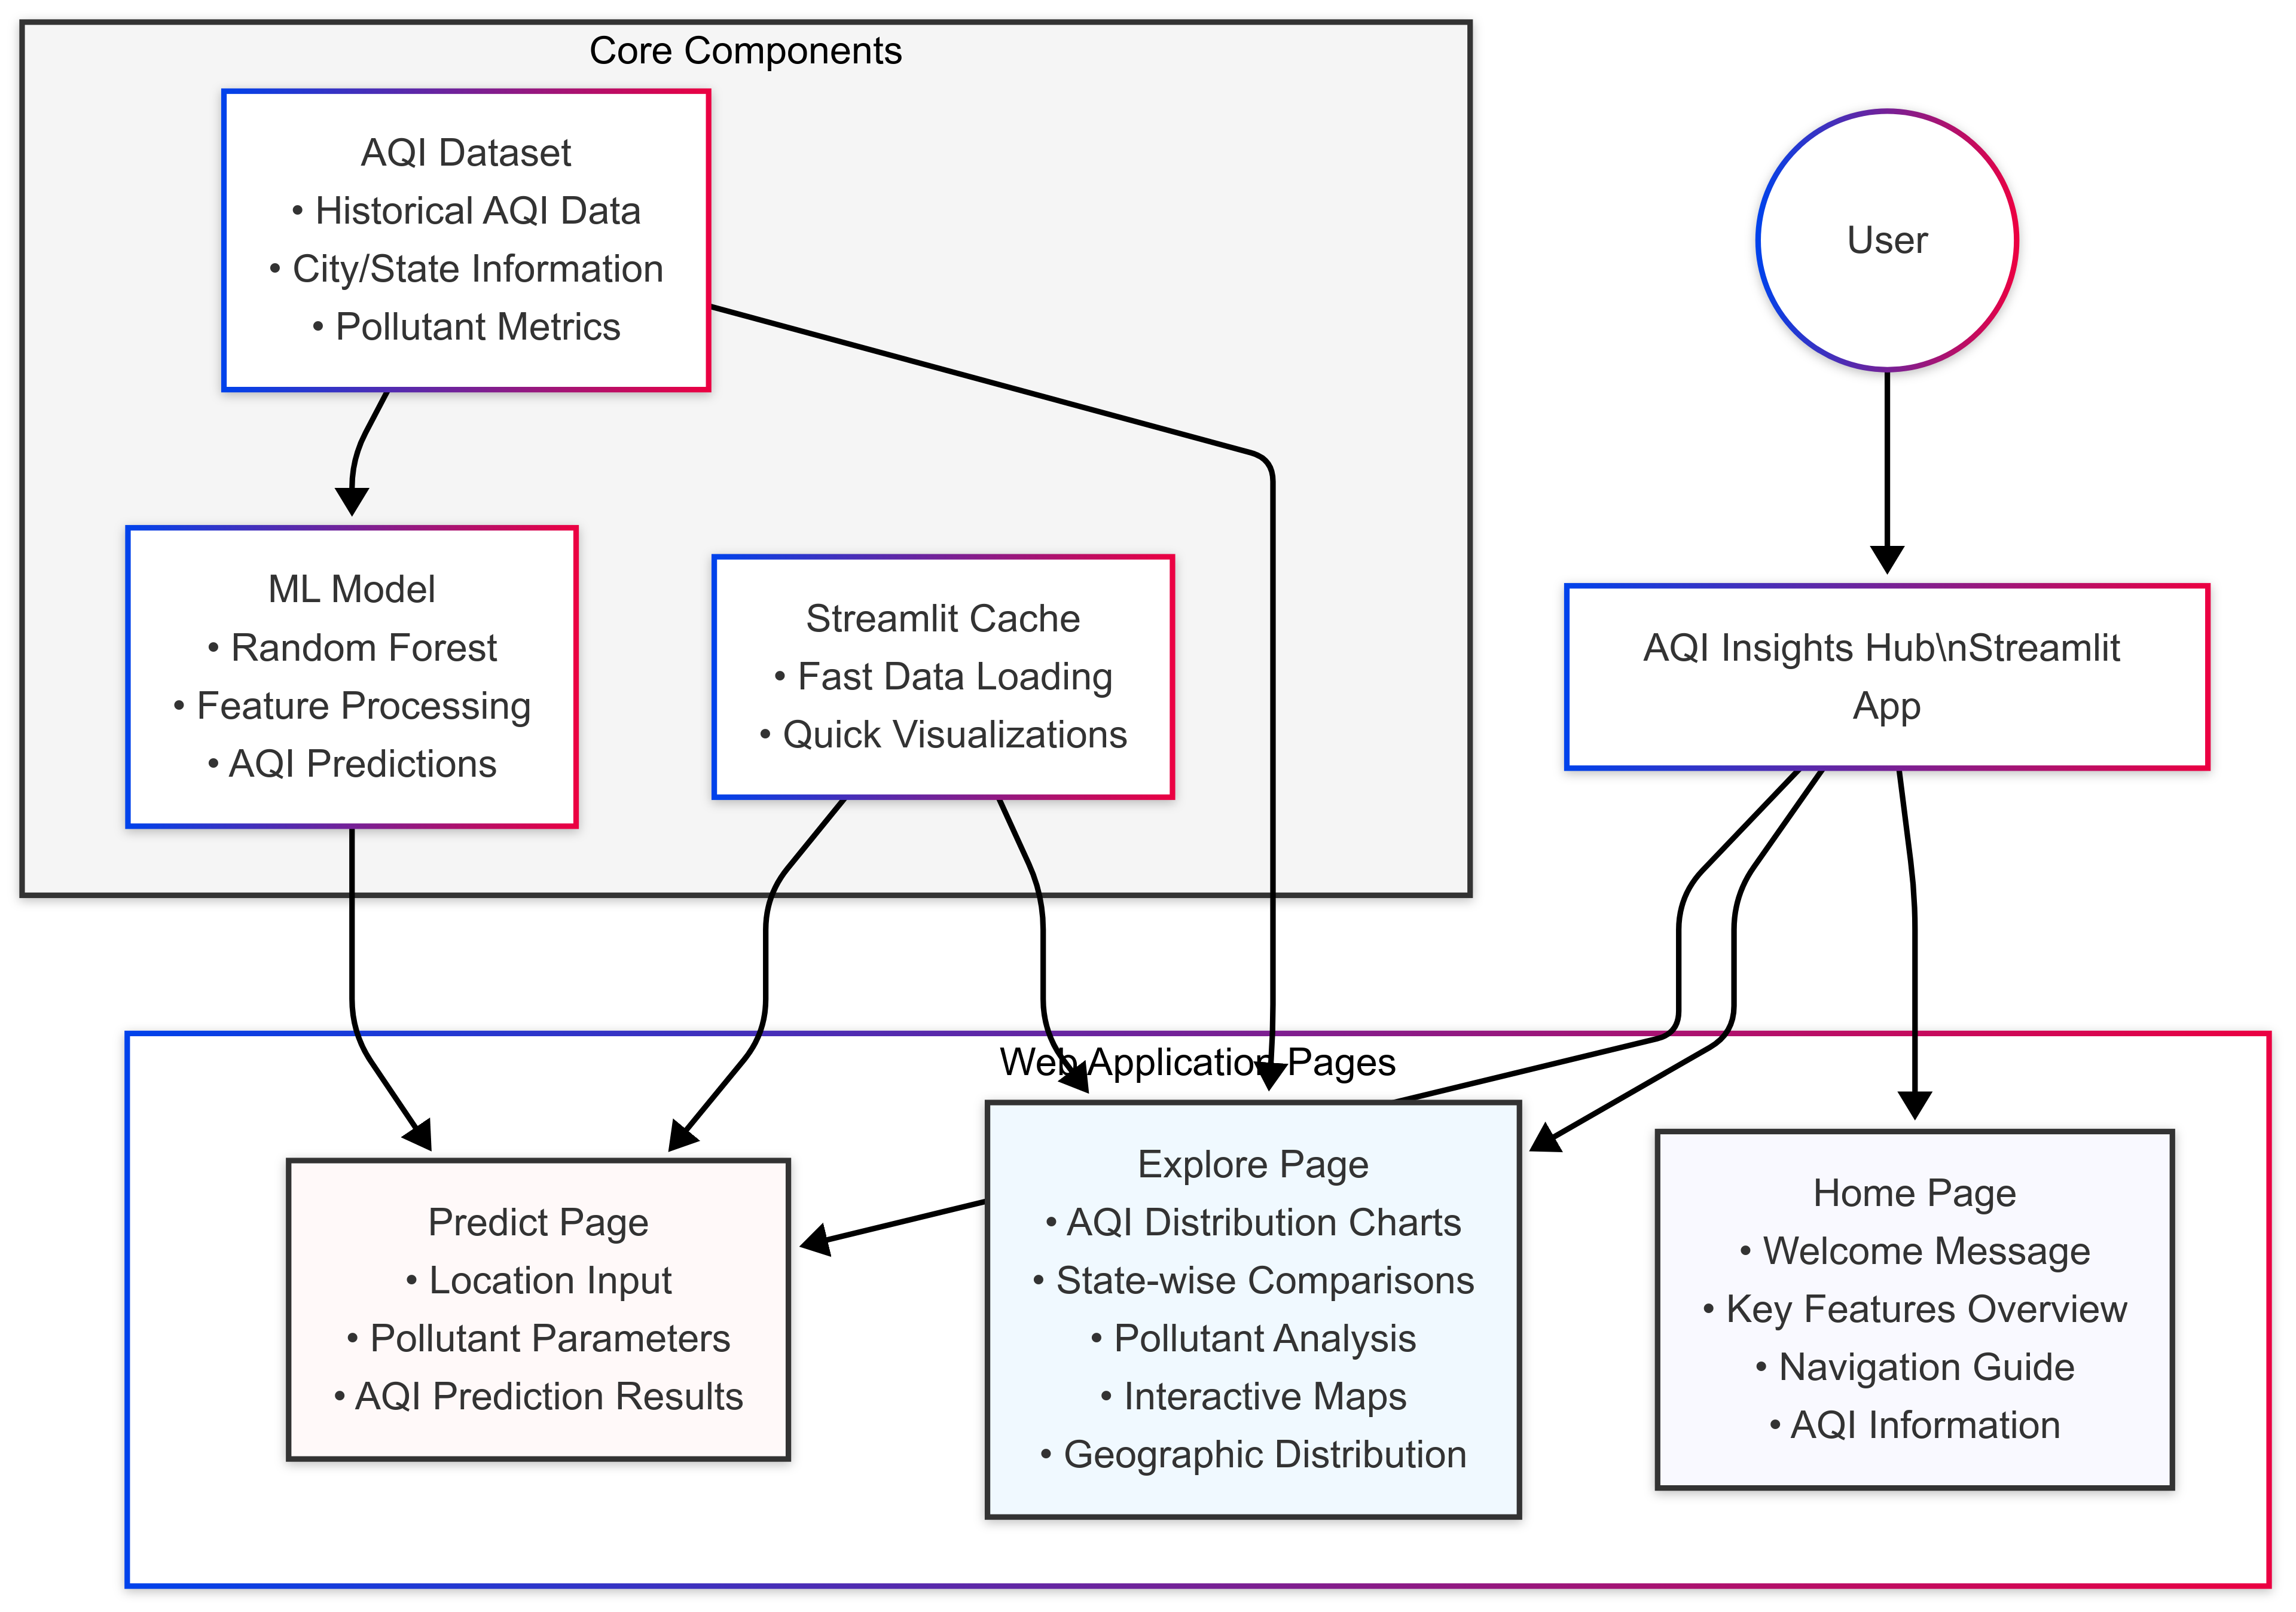 Core Components
AQI Dataset
• Historical AQI Data
• City/State Information
• Pollutant Metrics
User
ML Model
• Random Forest
• Feature Processing
• AQI Predictions
Streamlit Cache
• Fast Data Loading
• Quick Visualizations
AQI Insights Hub\nStreamlit
App
Web Application Pages
Predict Page
• Location Input
• Pollutant Parameters
• AQI Prediction Results
Explore Page
• AQI Distribution Charts
• State-wise Comparisons
• Pollutant Analysis
• Interactive Maps
• Geographic Distribution
Home Page
• Welcome Message
• Key Features Overview
• Navigation Guide
• AQI Information